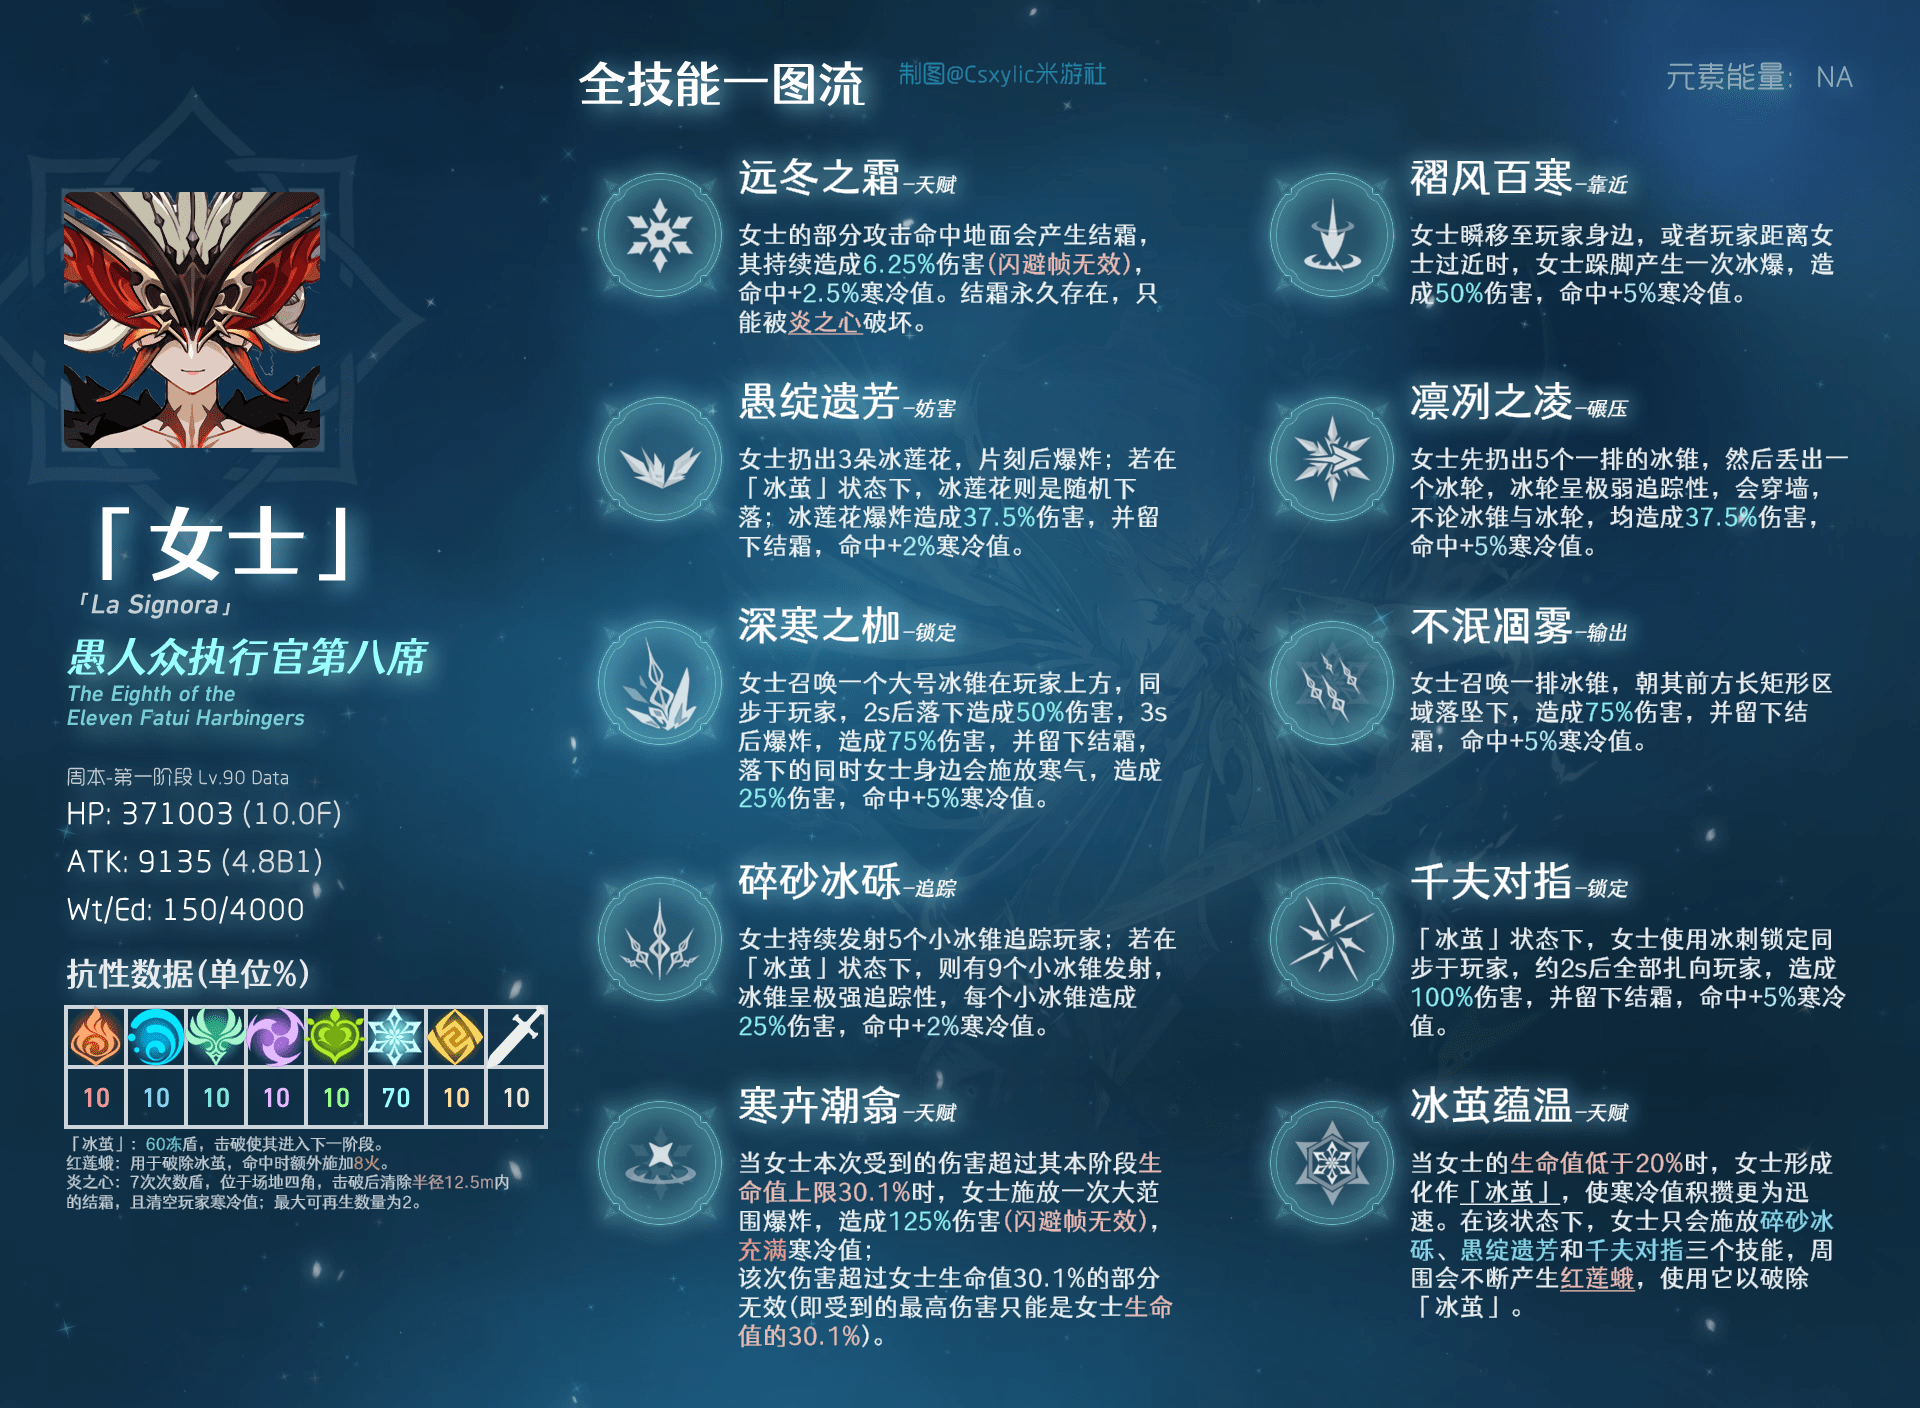 全技能一图流
制图@Csxylic米游社
元素能量: NA
「女士」
「La Signora」
愚人众执行官第八席
The Eighth of the
Eleven Fatui Harbingers
周本-第一阶段 Lv.90 Data
HP: 371003 (10.0F)
ATK: 9135 (4.8B1)
Wt/Ed: 150/4000
抗性数据(单位%)
10 10 10 10 10 70 10 10
「冰茧」: 60冻盾，击破使其进入下一阶段。
红莲蛾: 用于破除冰茧，命中时额外施加8火。
炎之心: 7次次数盾，位于场地四角，击破后清除半径12.5m内
的结霜，且清空玩家寒冷值；最大可再生数量为2。
远冬之霜-天赋
女士的部分攻击命中地面会产生结霜，
其持续造成6.25%伤害(闪避帧无效)，
命中+2.5%寒冷值。结霜永久存在，只
能被炎之心破坏。
褶风百寒-靠近
女士瞬移至玩家身边，或者玩家距离女
士过近时，女士跺脚产生一次冰爆，造
成50%伤害，命中+5%寒冷值。
愚绽遗芳-妨害
女士扔出3朵冰莲花，片刻后爆炸；若在
「冰茧」状态下，冰莲花则是随机下
落；冰莲花爆炸造成37.5%伤害，并留
下结霜，命中+2%寒冷值。
凛冽之凌-碾压
女士先扔出5个一排的冰锥，然后丢出一
个冰轮，冰轮呈极弱追踪性，会穿墙，
不论冰锥与冰轮，均造成37.5%伤害，
命中+5%寒冷值。
深寒之枷-锁定
女士召唤一个大号冰锥在玩家上方，同
步于玩家，2s后落下造成50%伤害，3s
后爆炸，造成75%伤害，并留下结霜，
落下的同时女士身边会施放寒气，造成
25%伤害，命中+5%寒冷值。
不泯凅雾-输出
女士召唤一排冰锥，朝其前方长矩形区
域落坠下，造成75%伤害，并留下结
霜，命中+5%寒冷值。
碎砂冰砾-追踪
女士持续发射5个小冰锥追踪玩家；若在
「冰茧」状态下，则有9个小冰锥发射，
冰锥呈极强追踪性，每个小冰锥造成
25%伤害，命中+2%寒冷值。
千夫对指-锁定
「冰茧」状态下，女士使用冰刺锁定同
步于玩家，约2s后全部扎向玩家，造成
100%伤害，并留下结霜，命中+5%寒冷
值。
寒卉潮翕-天赋
当女士本次受到的伤害超过其本阶段生
命值上限30.1%时，女士施放一次大范
围爆炸，造成125%伤害(闪避帧无效)，
充满寒冷值；
该次伤害超过女士生命值30.1%的部分
无效(即受到的最高伤害只能是女士生命
值的30.1%)。
冰茧蕴温-天赋
当女士的生命值低于20%时，女士形成
化作「冰茧」，使寒冷值积攒更为迅
速。在该状态下，女士只会施放碎砂冰
砾、愚绽遗芳和千夫对指三个技能，周
围会不断产生红莲蛾，使用它以破除
「冰茧」。